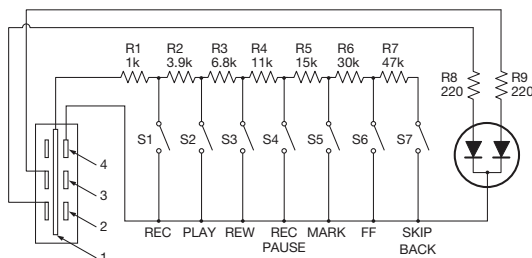 R1 R2 R3 R4 R5 R6 R7
1k 3.9k 6.8k 11k 15k 30k 47k
R8
220
R9
220
S1 S2 S3 S4 S5 S6 S7
4
3
2
1
REC PLAY REW REC PAUSE MARK FF SKIP BACK